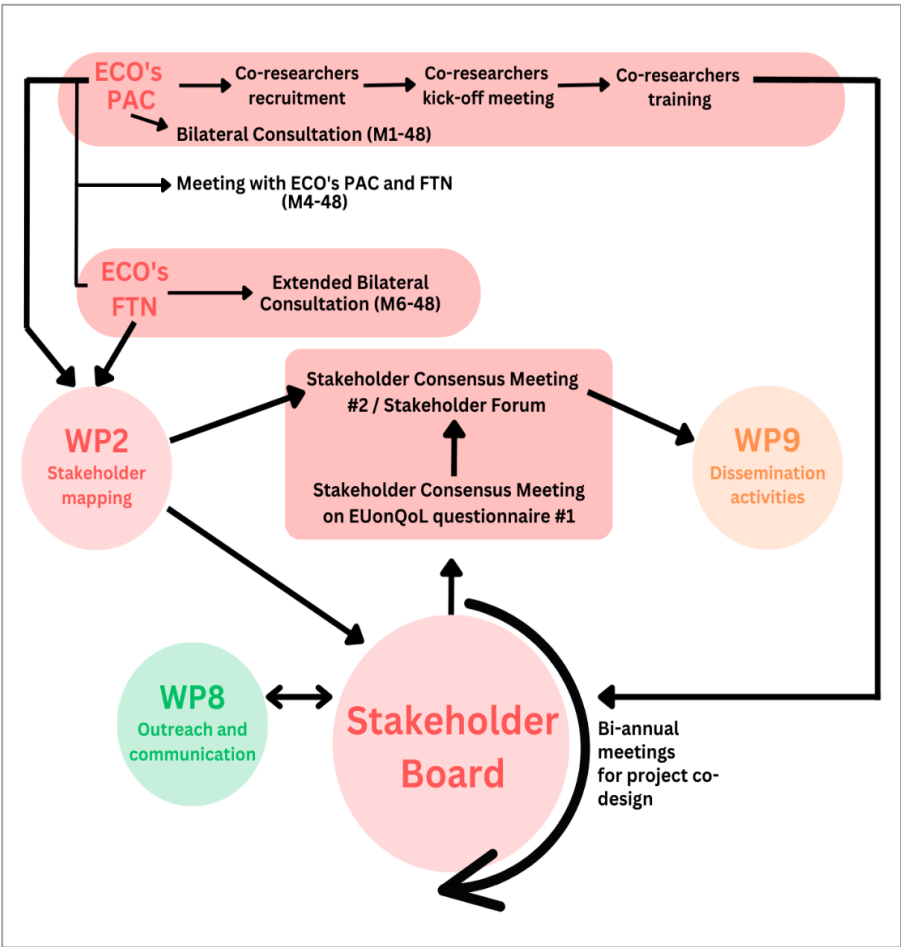 ECO's
PAC
Co-researchers
recruitment
Co-researchers
kick-off meeting
Co-researchers
training
Bilateral Consultation (M1-48)
Meeting with ECO's PAC and FTN
(M4-48)
ECO's
FTN
Extended Bilateral
Consultation (M6-48)
Stakeholder Consensus Meeting
#2 / Stakeholder Forum
Stakeholder Consensus Meeting
on EUonQoL questionnaire #1
WP2
Stakeholder
mapping
WP9
Dissemination
activities
WP8
Outreach and
communication
Stakeholder
Board
Bi-annual
meetings
for project co-
design